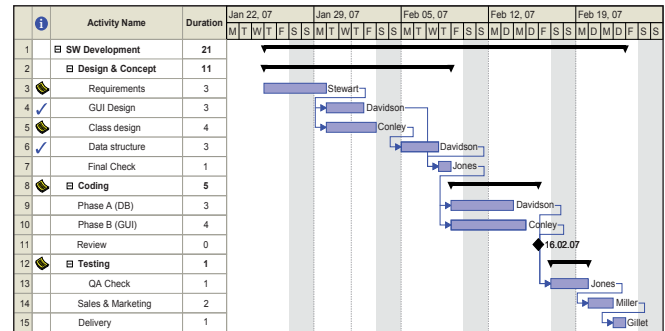 Activity Name Duration Jan 22, 07 Jan 29, 07 Feb 05, 07 Feb 12, 07 Feb 19, 07
M T W T F S S M T W T F S S M T W T F S S M D M D F S S M D M D F S S
1 SW Development 21
2 Design & Concept 11
3 Requirements 3 Stewart
4 GUI Design 3 Davidson
5 Class design 4 Conley
6 Data structure 3 Davidson
7 Final Check 1 Jones
8 Coding 5
9 Phase A (DB) 3 Davidson
10 Phase B (GUI) 4 Conley
11 Review 0 16.02.07
12 Testing 1
13 QA Check 1 Jones
14 Sales & Marketing 2 Miller
15 Delivery 1 Gillet